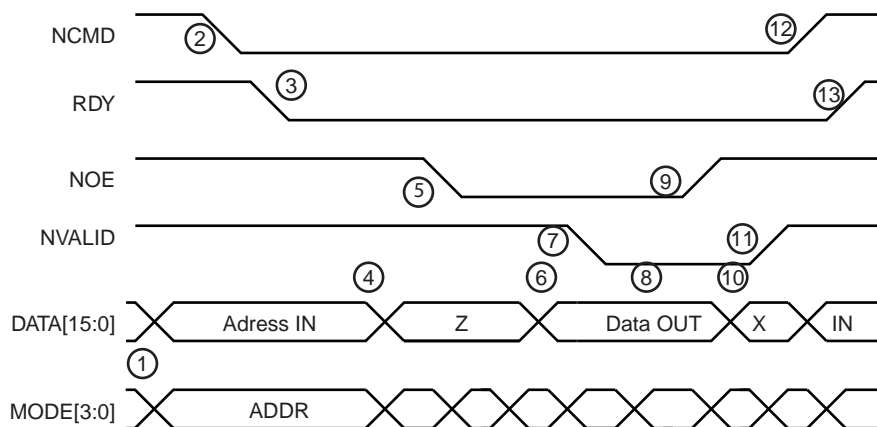 NCMD ② ⑫
RDY ③ ⑬
NOE ⑤ ⑨
NVALID ⑦ ⑪
④ ⑥ ⑧ ⑩
DATA[15:0] Adress IN Z Data OUT X IN
①
MODE[3:0] ADDR